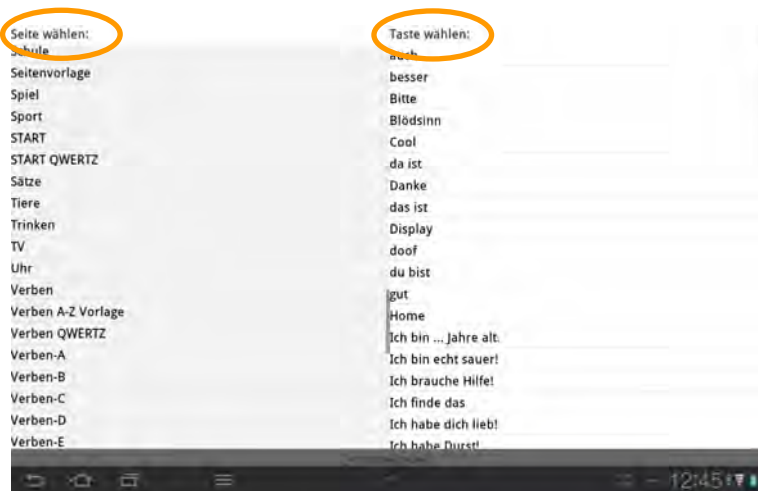 Seite wählen:
Schule
Seitenvorlage
Spiel
Sport
START
START QWERTZ
Sätze
Tiere
Trinken
TV
Uhr
Verben
Verben A-Z Vorlage
Verben QWERTZ
Verben-A
Verben-B
Verben-C
Verben-D
Verben-E
Taste wählen:
auch
besser
Bitte
Blödsinn
Cool
da ist
Danke
das ist
Display
doof
du bist
gut
Home
Ich bin ... Jahre alt.
Ich bin echt sauer!
Ich brauche Hilfe!
Ich finde das
Ich habe dich lieb!
Ich habe Durst!
12:45